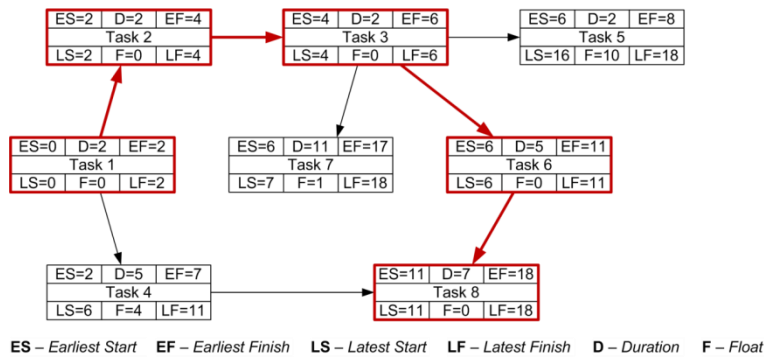 ES=2 D=2 EF=4
Task 2
LS=2 F=0 LF=4
ES=4 D=2 EF=6
Task 3
LS=4 F=0 LF=6
ES=6 D=2 EF=8
Task 5
LS=16 F=10 LF=18
ES=0 D=2 EF=2
Task 1
LS=0 F=0 LF=2
ES=6 D=11 EF=17
Task 7
LS=7 F=1 LF=18
ES=6 D=5 EF=11
Task 6
LS=6 F=0 LF=11
ES=2 D=5 EF=7
Task 4
LS=6 F=4 LF=11
ES=11 D=7 EF=18
Task 8
LS=11 F=0 LF=18
ES – Earliest Start EF – Earliest Finish LS – Latest Start LF – Latest Finish D – Duration F – Float